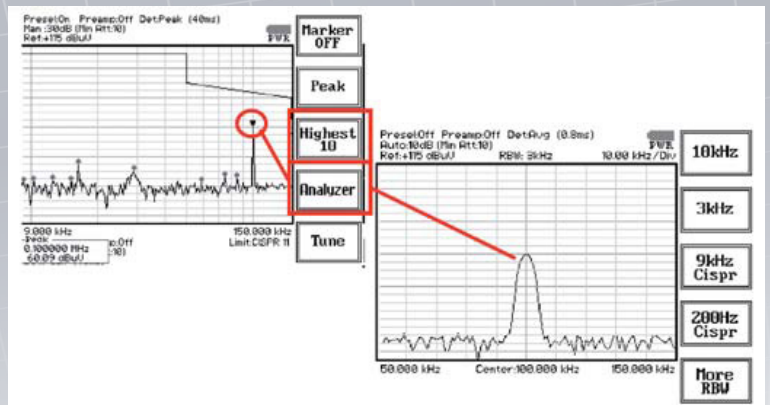 Presel:On Preamp:Off Det:Peak (40ms)
Man :30dB (Min Att:10)
Ref:+115 dBuV
PWR
Marker
OFF
Peak
Highest
10
Analyzer
Tune
9.000 kHz
150.000 kHz
Peak
0.100000 MHz
60.09 dBuV
p:Off
:10)
Limit:CISPR 11
Presel:Off Preamp:Off Det:Avg (0.8ms)
Auto:10dB (Min Att:10)
PWR
Ref:+115 dBuV RBW: 3kHz 10.00 kHz/Div
10kHz
3kHz
9kHz
Cispr
200Hz
Cispr
More
RBW
50.000 kHz Center:100.000 kHz 150.000 kHz